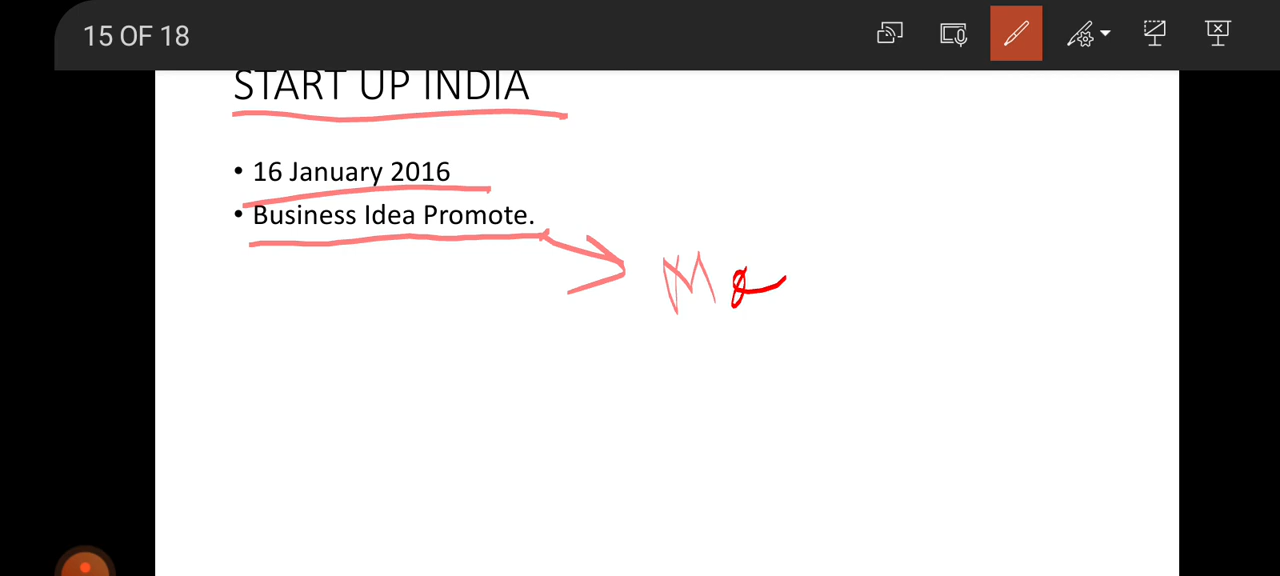 15 OF 18
START UP INDIA
• 16 January 2016
• Business Idea Promote.